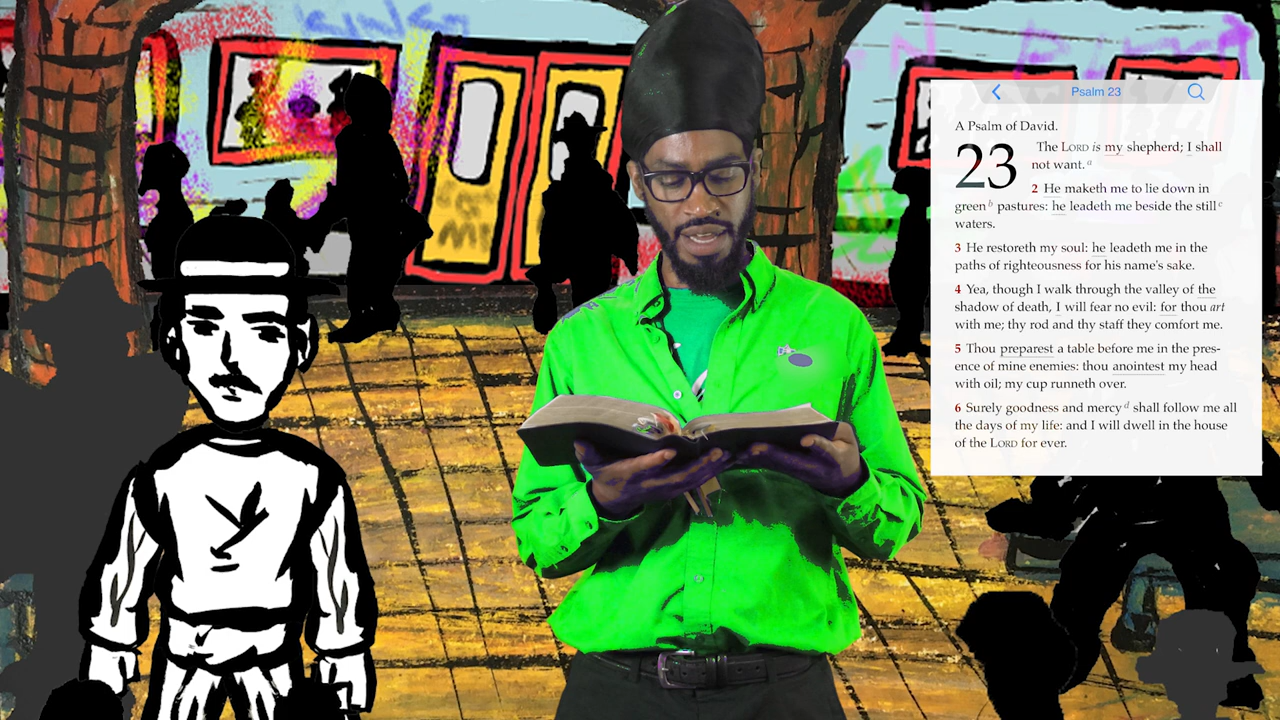 Psalm 23
A Psalm of David.
23 The LORD is my shepherd; I shall
not want. a
2 He maketh me to lie down in
green b pastures: he leadeth me beside the still c
waters.
3 He restoreth my soul: he leadeth me in the
paths of righteousness for his name's sake.
4 Yea, though I walk through the valley of the
shadow of death, I will fear no evil: for thou art
with me; thy rod and thy staff they comfort me.
5 Thou preparest a table before me in the pres-
ence of mine enemies: thou anointest my head
with oil; my cup runneth over.
6 Surely goodness and mercy d shall follow me all
the days of my life: and I will dwell in the house
of the LORD for ever.